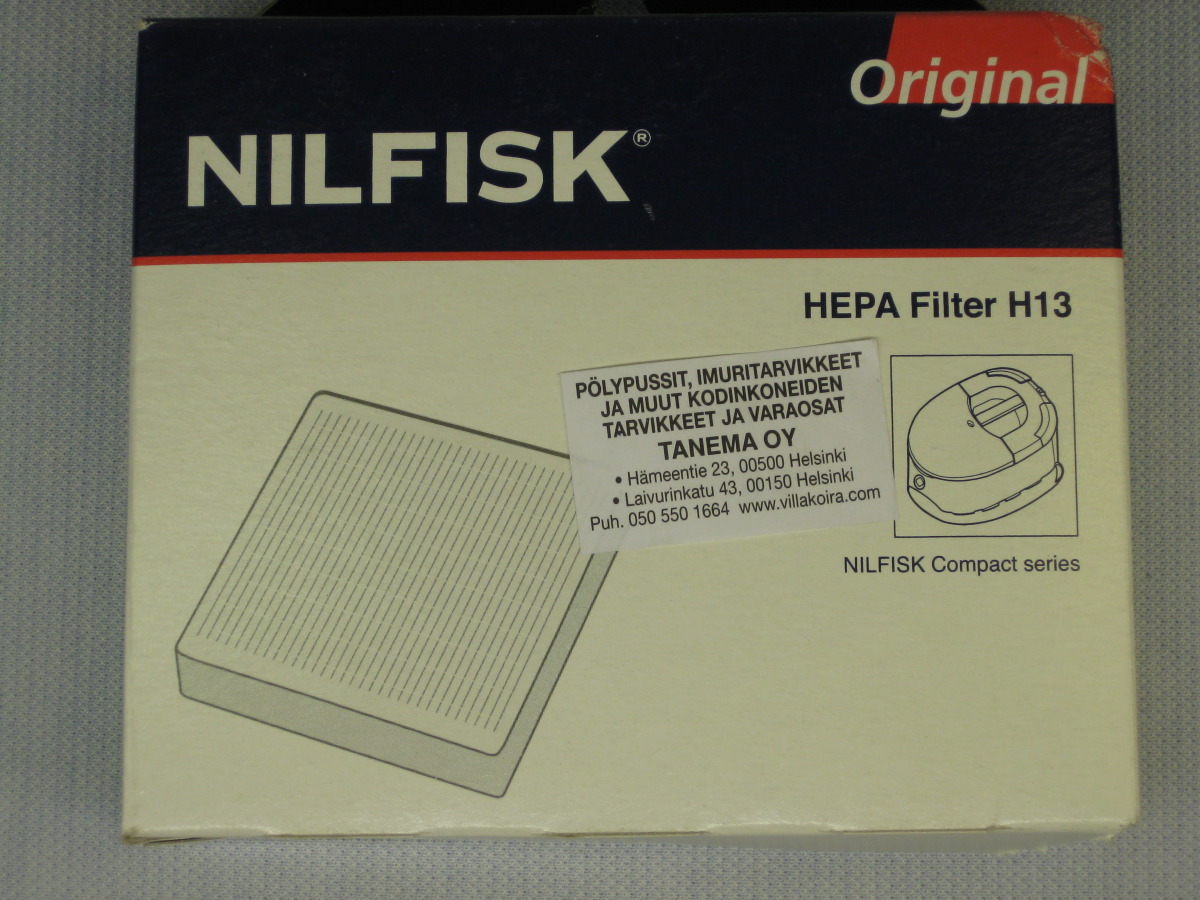 Original
NILFISK®
HEPA Filter H13
PÖLYPUSSIT, IMURITARVIKKEET
JA MUUT KODINKONEIDEN
TARVIKKEET JA VARAOSAT
TANEMA OY
• Hämeentie 23, 00500 Helsinki
• Laivurinkatu 43, 00150 Helsinki
Puh. 050 550 1664 www.villakoira.com
NILFISK Compact series